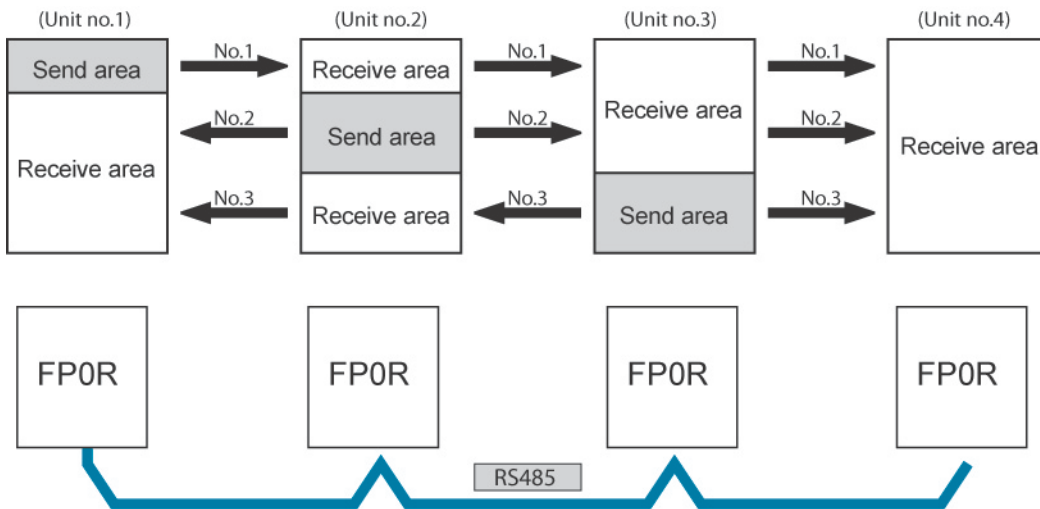 (Unit no.1) (Unit no.2) (Unit no.3) (Unit no.4)
Send area No.1 Receive area No.1 Receive area No.1 Receive area
Receive area No.2 Send area No.2 No.2
No.3 Receive area No.3 Send area No.3
FP0R FP0R FP0R FP0R
RS485